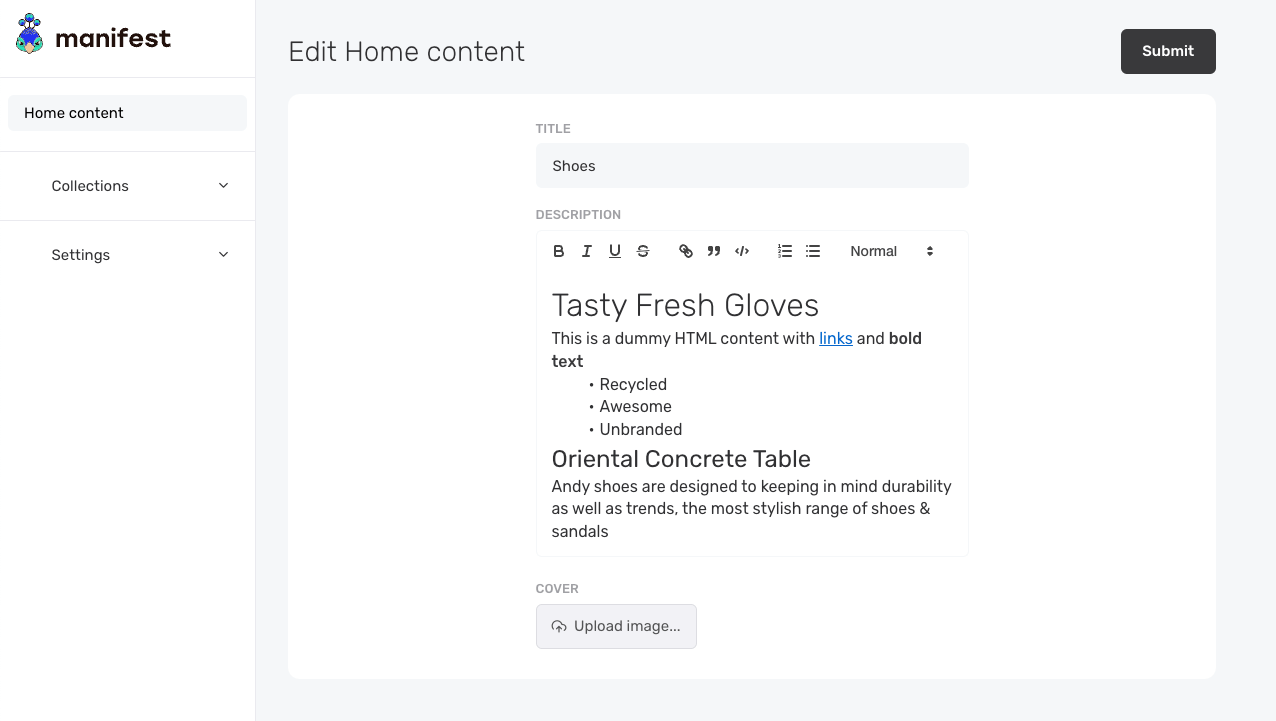 manifest
Home content
Collections
Settings
Edit Home content
Submit
TITLE
Shoes
DESCRIPTION
Normal
Tasty Fresh Gloves
This is a dummy HTML content with links and bold
text
• Recycled
• Awesome
• Unbranded
Oriental Concrete Table
Andy shoes are designed to keeping in mind durability
as well as trends, the most stylish range of shoes &
sandals
COVER
Upload image...